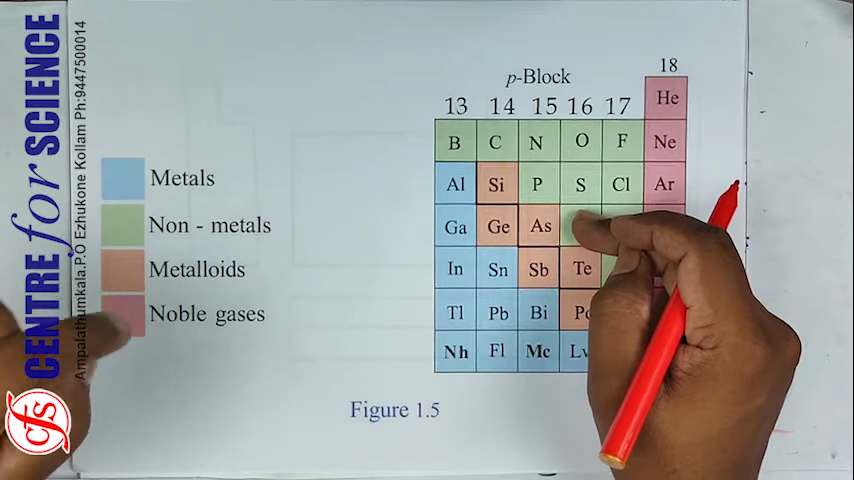 CENTRE for SCIENCE
Ampalathumkala.P.O Ezhukone Kollam Ph:9447500014
cfs
Metals
Non - metals
Metalloids
Noble gases
p-Block
18
13 14 15 16 17
He
B C N O F Ne
Al Si P S Cl Ar
Ga Ge As
In Sn Sb Te
Tl Pb Bi
Nh Fl Mc Lv
Figure 1.5